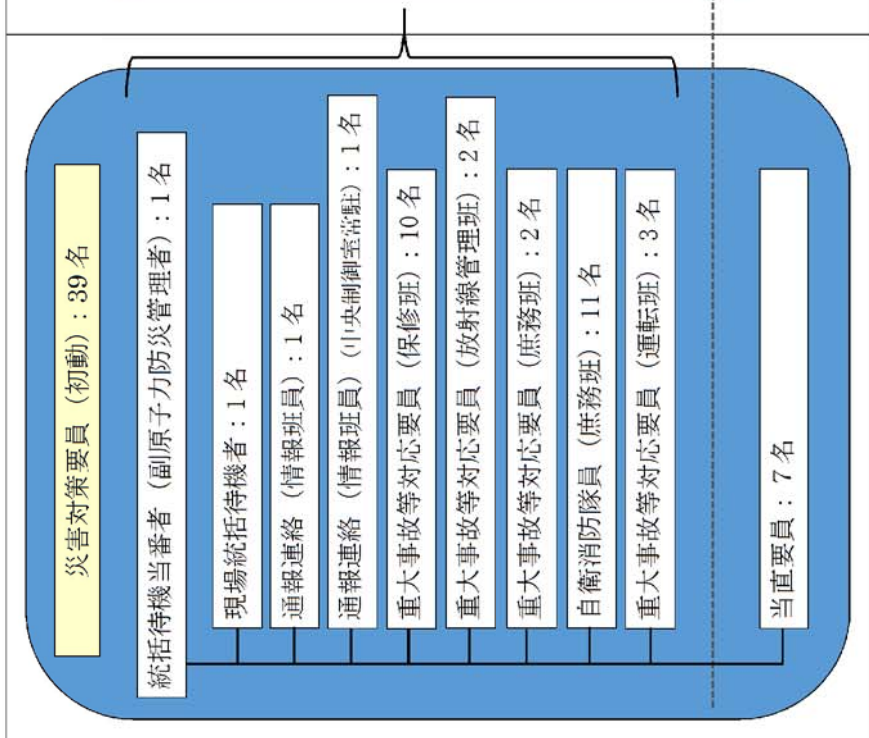 災害対策要員（初動）：39名
統括待機当番者（副原子力防災管理者）：1名
現場統括待機者：1名
通報連絡（情報班員）：1名
通報連絡（情報班員）（中央制御室常駐）：1名
重大事故等対応要員（保修班）：10名
重大事故等対応要員（放射線管理班）：2名
重大事故等対応要員（庶務班）：2名
自衛消防隊員（庶務班）：11名
重大事故等対応要員（運転班）：3名
当直要員：7名